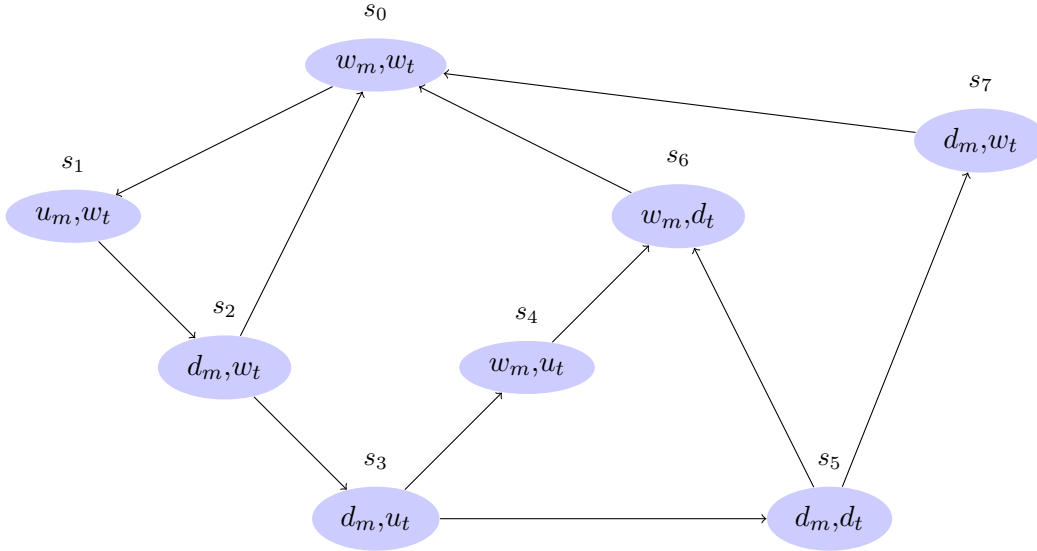 s₀
wₘ,wₜ
s₇
dₘ,wₜ
s₁
s₆
uₘ,wₜ
wₘ,dₜ
s₂
s₄
dₘ,wₜ
wₘ,uₜ
s₃
s₅
dₘ,uₜ
dₘ,dₜ